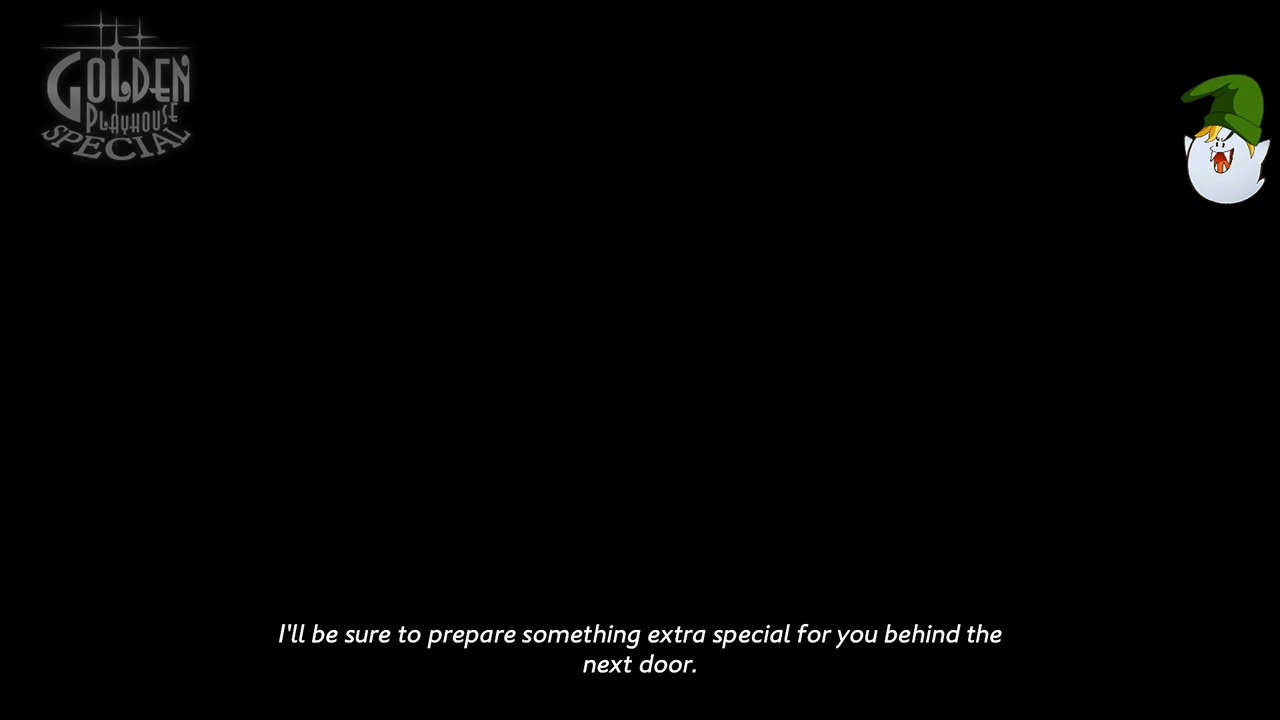 GOLDEN
PLAYHOUSE
SPECIAL
I'll be sure to prepare something extra special for you behind the
next door.